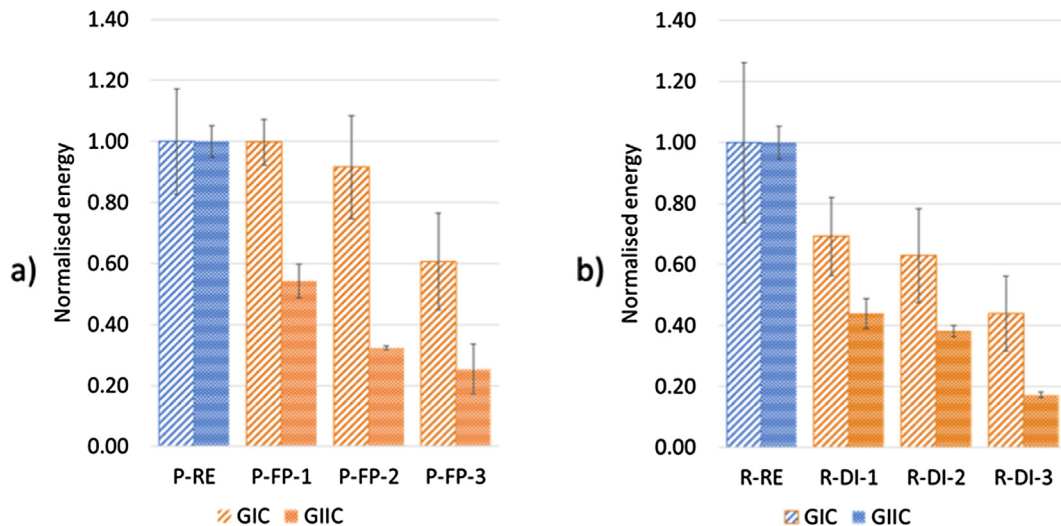 a)
Normalised energy
1.40
1.20
1.00
0.80
0.60
0.40
0.20
0.00
P-RE P-FP-1 P-FP-2 P-FP-3
GIC GIIC
b)
Normalised energy
1.40
1.20
1.00
0.80
0.60
0.40
0.20
0.00
R-RE R-DI-1 R-DI-2 R-DI-3
GIC GIIC